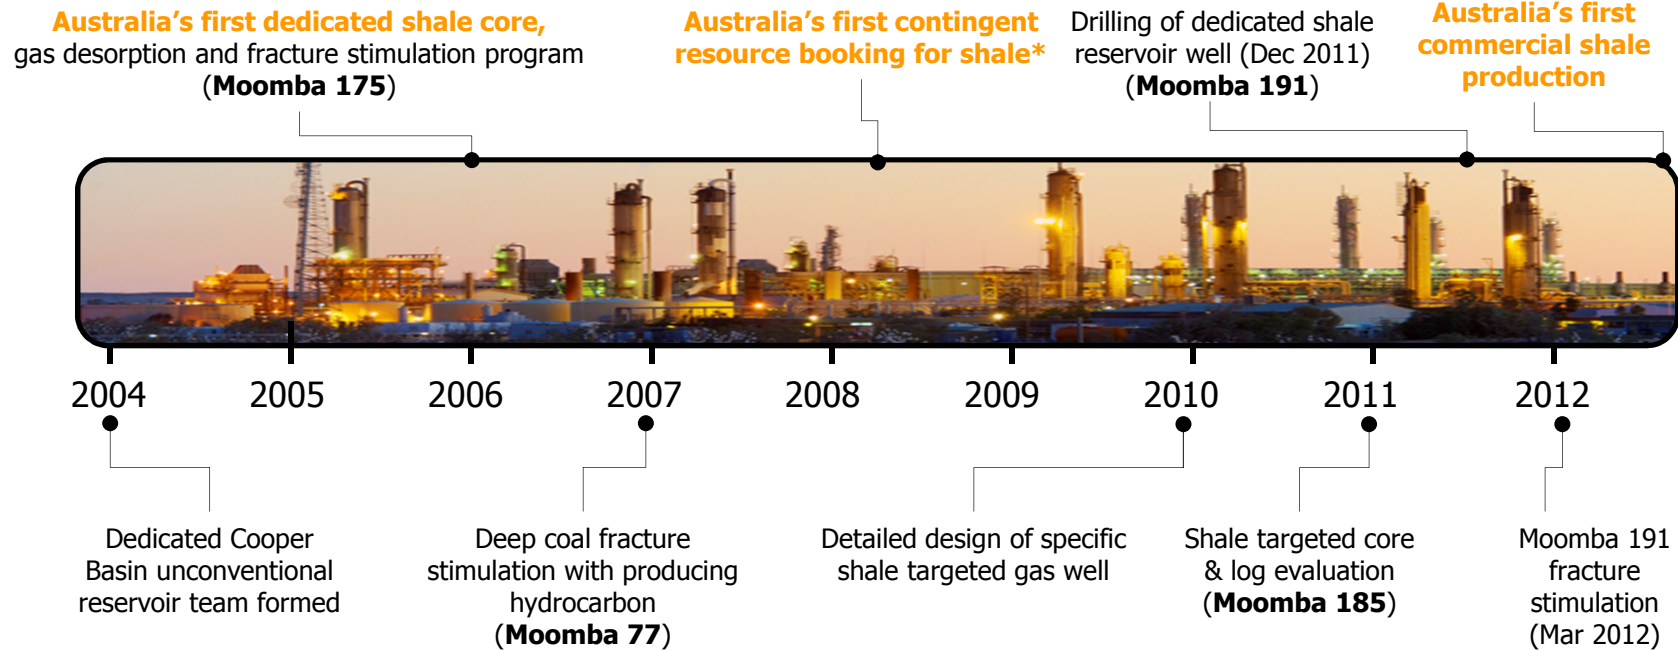 Australia's first dedicated shale core,
gas desorption and fracture stimulation program
(Moomba 175)
Australia's first contingent
resource booking for shale*
Drilling of dedicated shale
reservoir well (Dec 2011)
(Moomba 191)
Australia's first
commercial shale
production
2004
2005
2006
2007
2008
2009
2010
2011
2012
Dedicated Cooper
Basin unconventional
reservoir team formed
Deep coal fracture
stimulation with producing
hydrocarbon
(Moomba 77)
Detailed design of specific
shale targeted gas well
Shale targeted core
& log evaluation
(Moomba 185)
Moomba 191
fracture
stimulation
(Mar 2012)